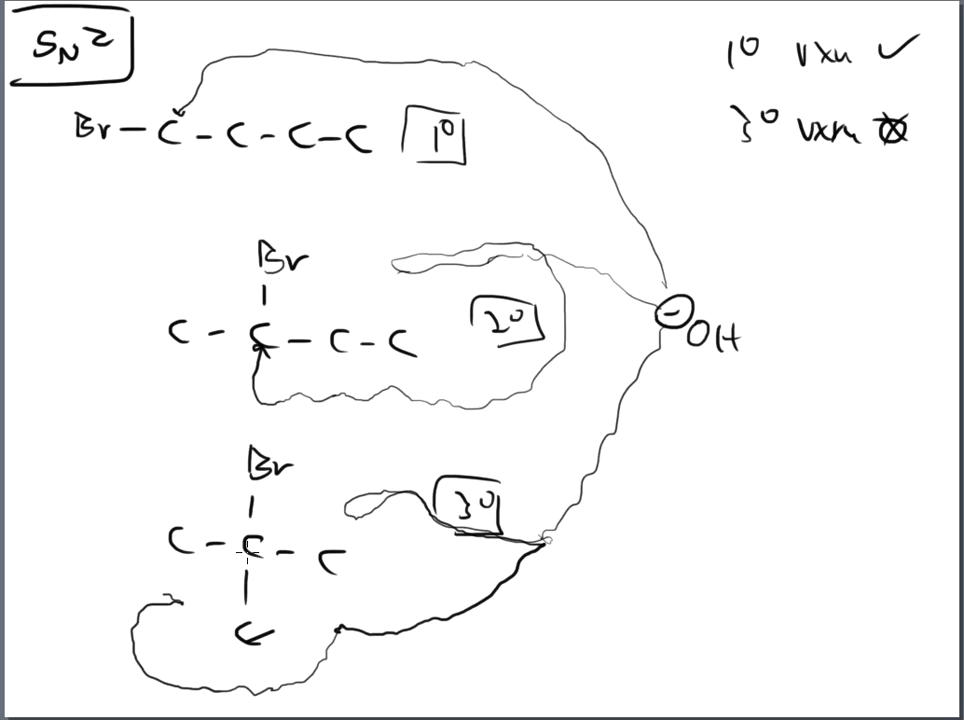 SN2
1° rxn ✓
Br – C – C – C – C 1°
3° rxn
Br
C – C – C – C 2°
⊖OH
Br
3°
C – C – C
C